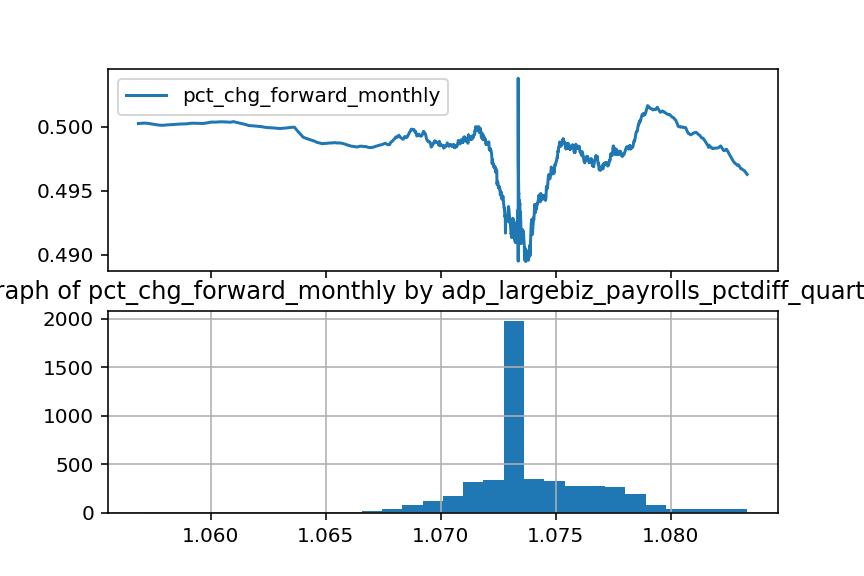 pct_chg_forward_monthly
0.500
0.495
0.490
raph of pct_chg_forward_monthly by adp_largebiz_payrolls_pctdiff_quart
2000
1500
1000
500
0
1.060 1.065 1.070 1.075 1.080